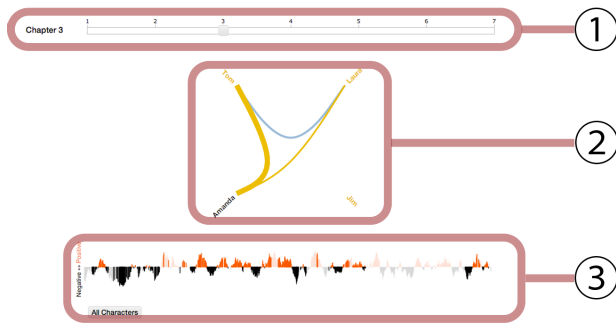 1 2 3 4 5 6 7
Chapter 3
1
Tom
Laura
2
Amanda
Jim
Negative ↔ Positive
3
All Characters